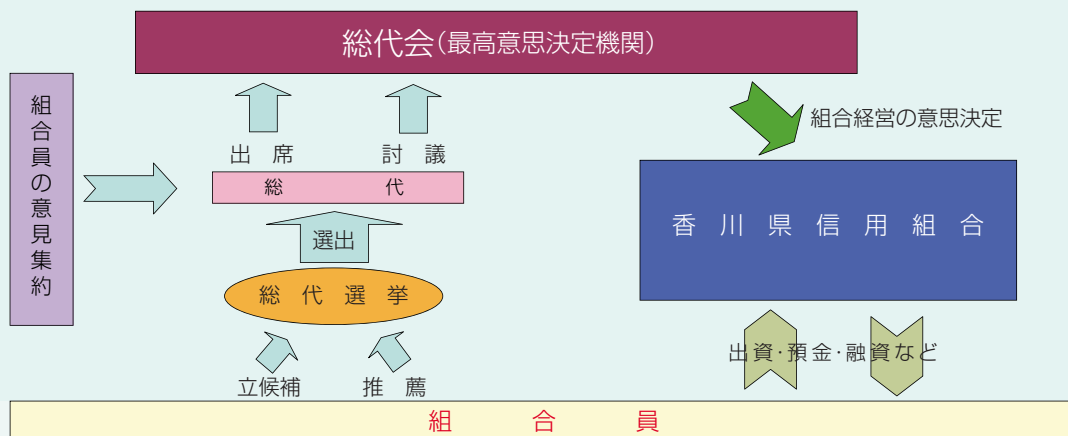 総代会(最高意思決定機関)
組合員の意見集約
組合経営の意思決定
出 席
討 議
総 代
香川県信用組合
選出
総代選挙
出資・預金・融資など
立候補
推 薦
組 合 員